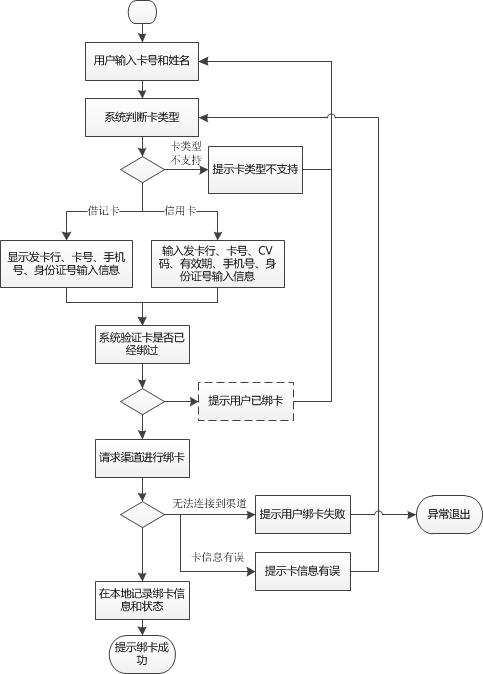 用户输入卡号和姓名
系统判断卡类型
卡类型
不支持
提示卡类型不支持
借记卡
信用卡
显示发卡行、卡号、手机
号、身份证号输入信息
输入发卡行、卡号、CV
码、有效期、手机号、身
份证号输入信息
系统验证卡是否已
经绑过
提示用户已绑卡
请求渠道进行绑卡
无法连接到渠道
提示用户绑卡失败
异常退出
卡信息有误
提示卡信息有误
在本地记录绑卡信
息和状态
提示绑卡成
功